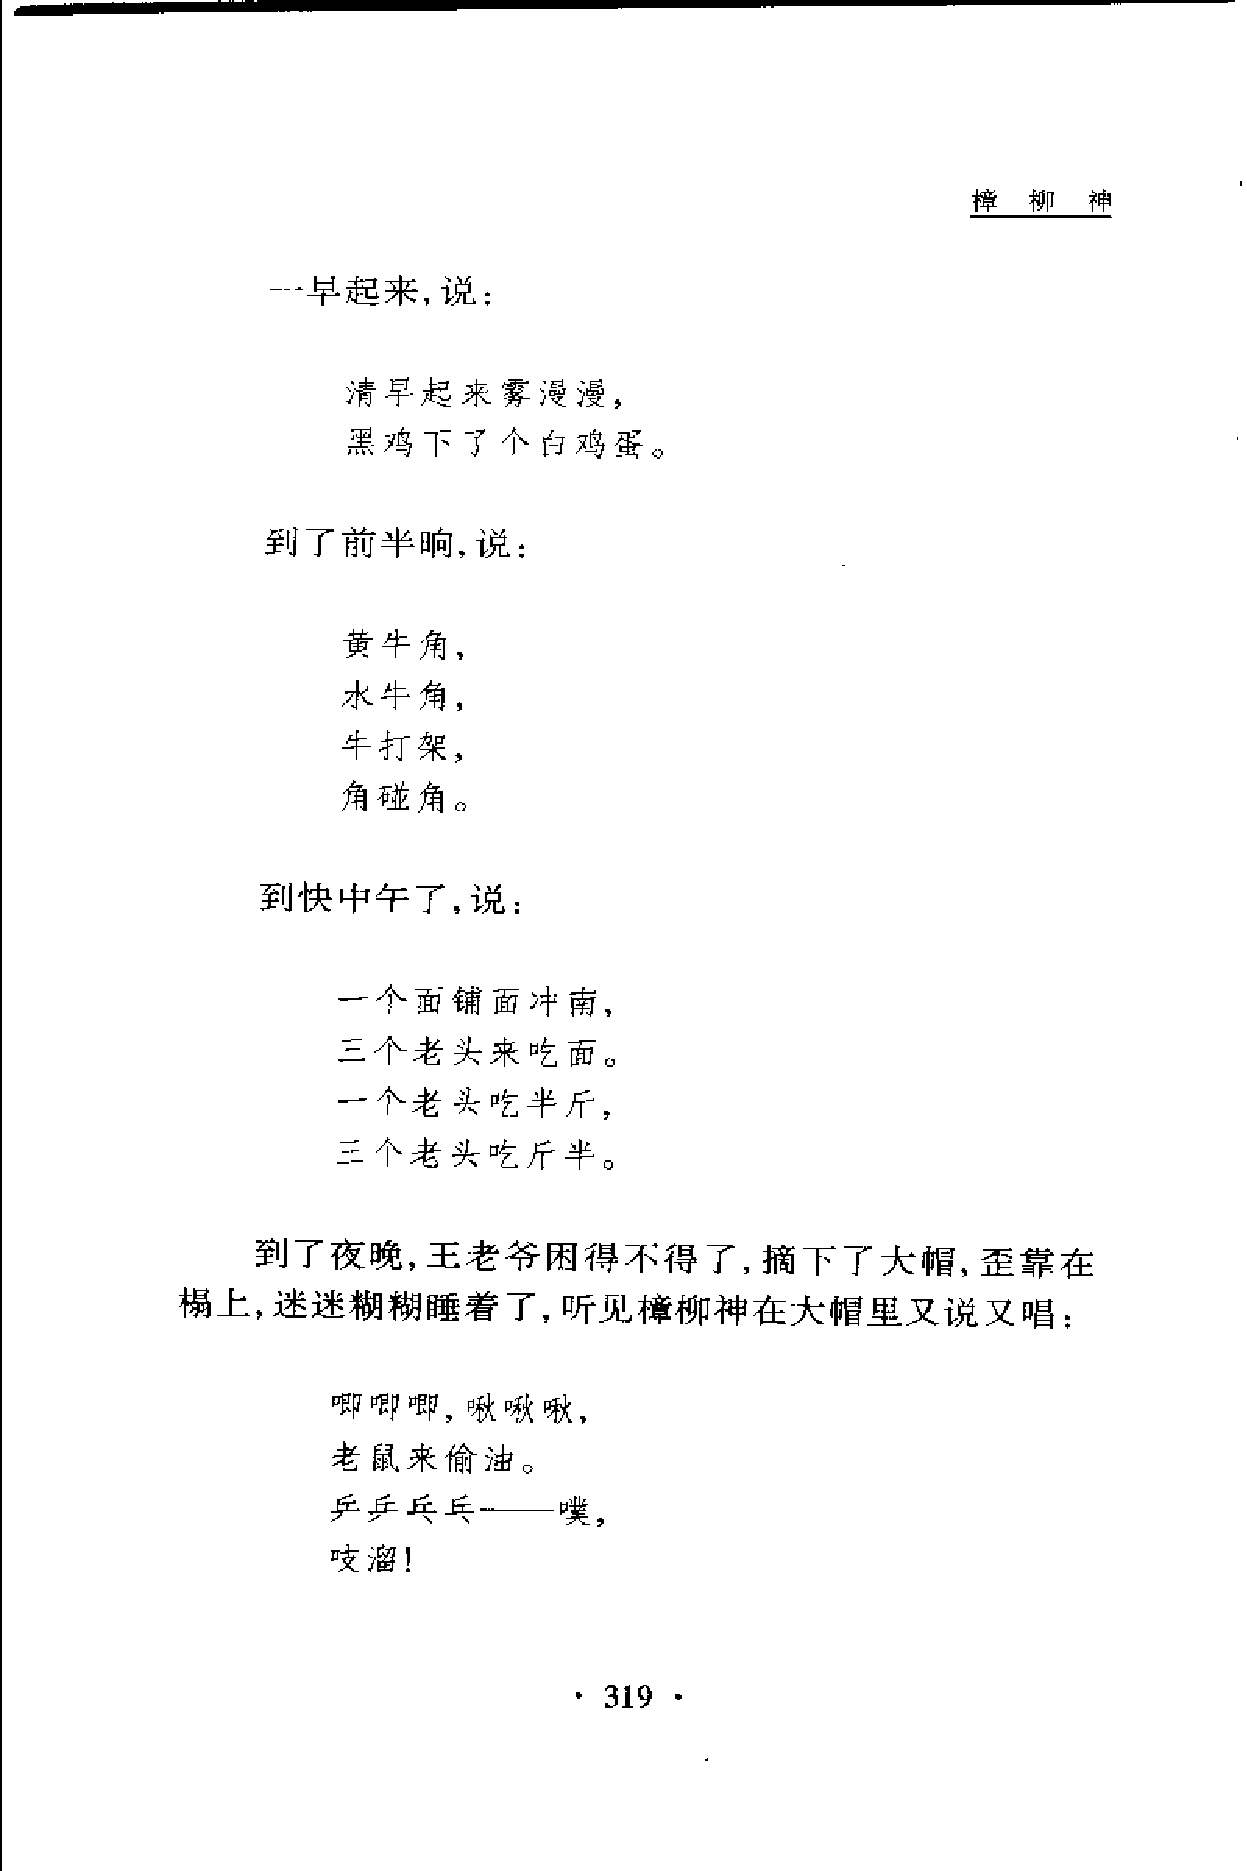 樟 柳 神
一早起来,说:
清早起来雾漫漫,
黑鸡下了个白鸡蛋。
到了前半晌,说:
黄牛角,
水牛角,
牛打架,
角碰角。
到快中午了,说:
一个面铺面冲南,
三个老头来吃面。
一个老头吃半斤,
三个老头吃斤半。
到了夜晚,王老爷困得不得了,摘下了大帽,歪靠在
榻上,迷迷糊糊睡着了,听见樟柳神在大帽里又说又唱:
唧唧唧,啾啾啾,
老鼠来偷油。
乒乒乓乓——噗,
吱溜!
· 319 ·